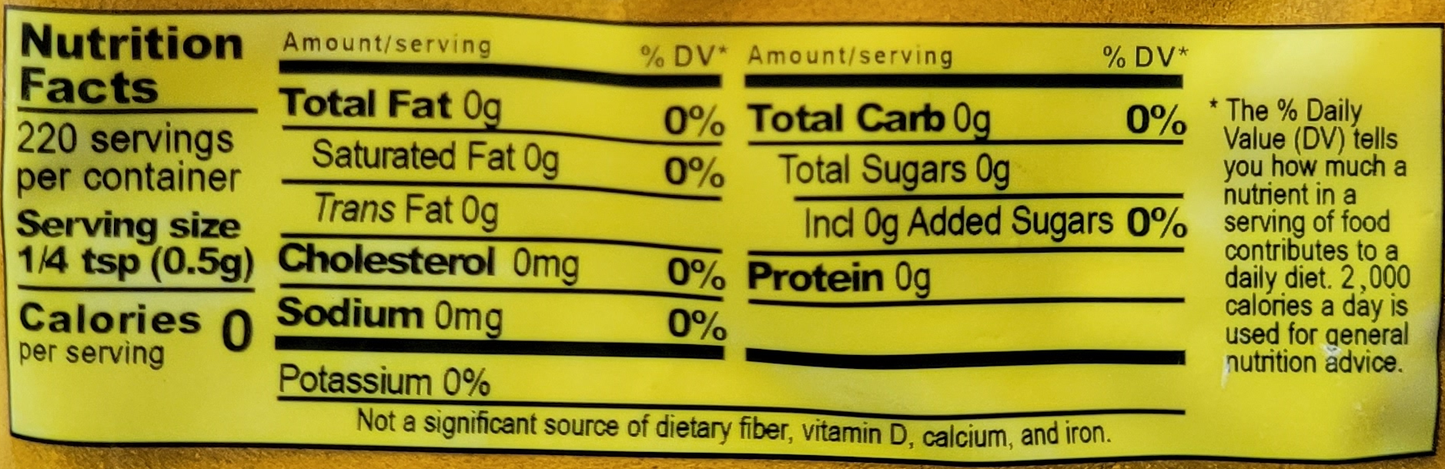 Nutrition
Facts
220 servings
per container
Serving size
1/4 tsp (0.5g)
Calories 0
per serving
Amount/serving % DV*
Total Fat 0g 0%
Saturated Fat 0g 0%
Trans Fat 0g
Cholesterol 0mg 0%
Sodium 0mg 0%
Potassium 0%
Amount/serving % DV*
Total Carb 0g 0%
Total Sugars 0g
Incl 0g Added Sugars 0%
Protein 0g
Not a significant source of dietary fiber, vitamin D, calcium, and iron.
* The % Daily
Value (DV) tells
you how much a
nutrient in a
serving of food
contributes to a
daily diet. 2,000
calories a day is
used for general
nutrition advice.